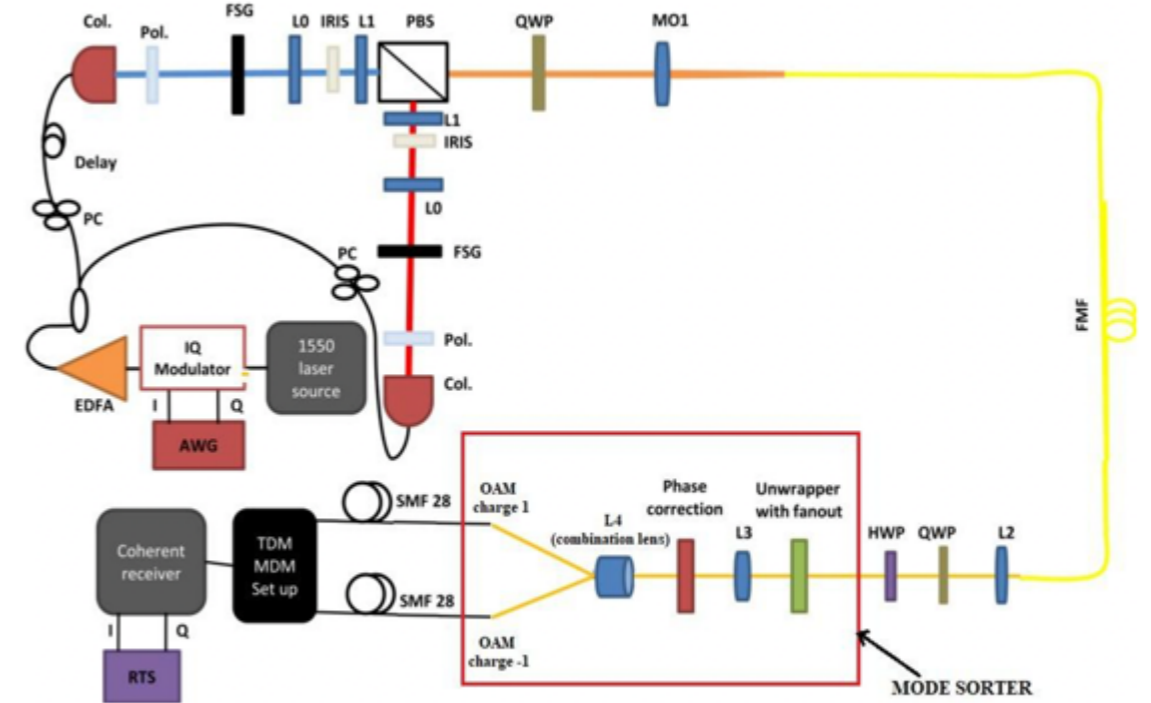 Col.
Pol.
FSG
L0
IRIS
L1
PBS
QWP
MO1
L1
IRIS
L0
FSG
Pol.
Col.
Delay
PC
PC
IQ
Modulator
1550
laser
source
EDFA
I
Q
AWG
FMF
SMF 28
OAM
charge 1
L4
(combination lens)
Phase
correction
L3
Unwrapper
with fanout
HWP
QWP
L2
Coherent
receiver
TDM
MDM
Set up
SMF 28
OAM
charge -1
I
Q
RTS
MODE SORTER